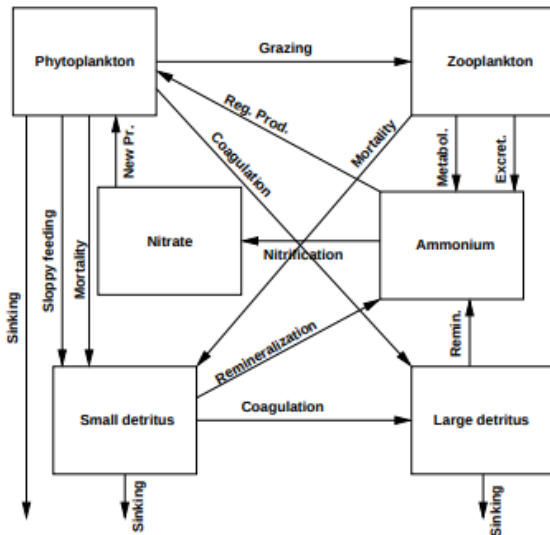 Phytoplankton
Grazing
Zooplankton
Reg. Prod.
Coagulation
Mortality
New Pr.
Metabol.
Excret.
Nitrate
Ammonium
Nitrification
Sinking
Sloppy feeding
Mortality
Remineralization
Remin.
Small detritus
Coagulation
Large detritus
Sinking
Sinking